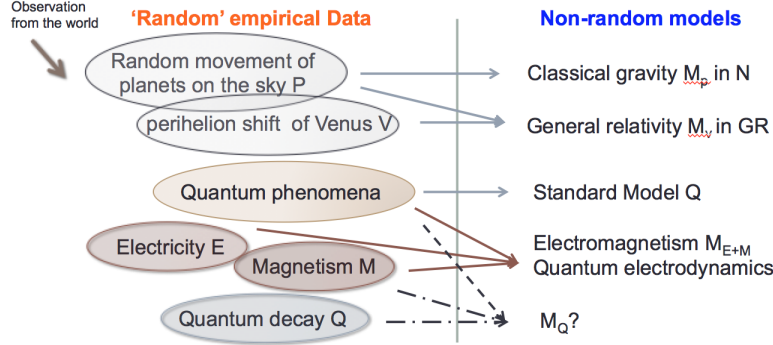 Observation
from the world
‘Random’ empirical Data
Non-random models
Random movement of
planets on the sky P
Classical gravity Mp in N
perihelion shift of Venus V
General relativity Mv in GR
Quantum phenomena
Standard Model Q
Electricity E
Electromagnetism ME+M
Magnetism M
Quantum electrodynamics
Quantum decay Q
MQ?